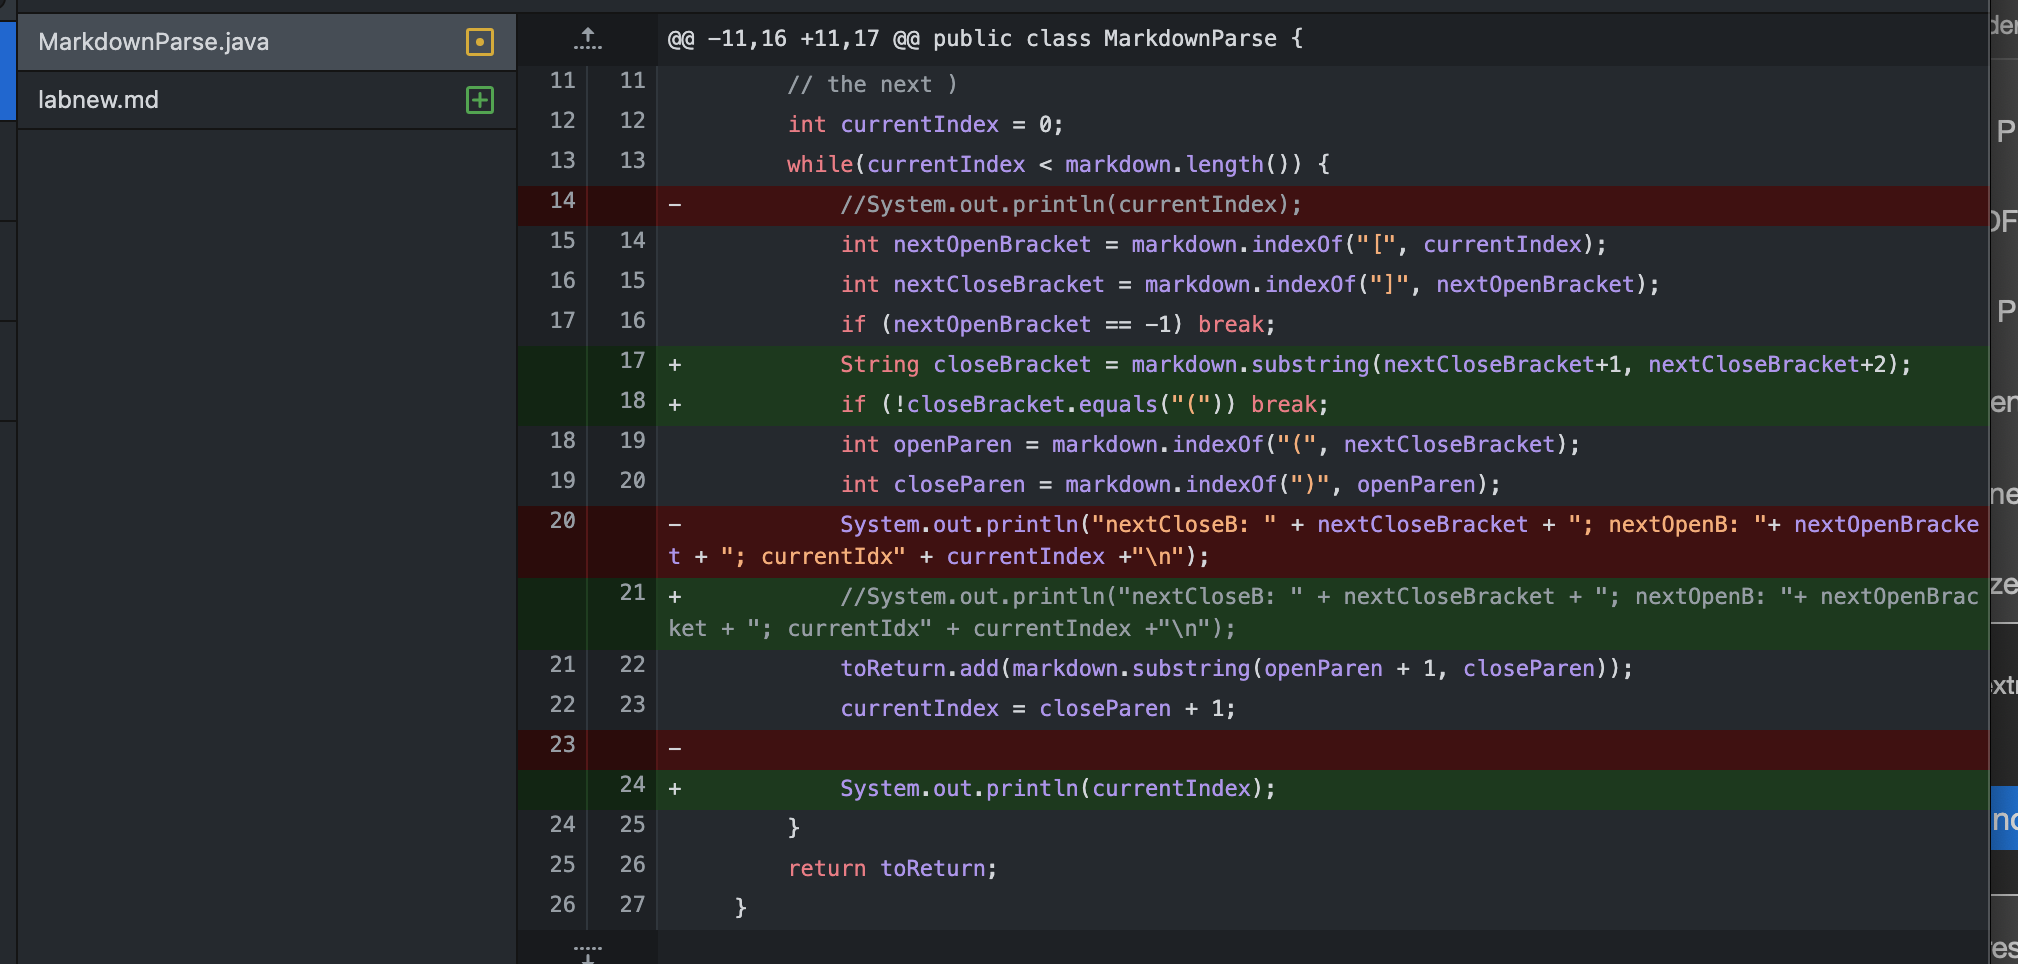 MarkdownParse.java
labnew.md
@@ -11,16 +11,17 @@ public class MarkdownParse {
11 11 // the next )
12 12 int currentIndex = 0;
13 13 while(currentIndex < markdown.length()) {
14 - //System.out.println(currentIndex);
15 14 int nextOpenBracket = markdown.indexOf("[", currentIndex);
16 15 int nextCloseBracket = markdown.indexOf("]", nextOpenBracket);
17 16 if (nextOpenBracket == -1) break;
17 + String closeBracket = markdown.substring(nextCloseBracket+1, nextCloseBracket+2);
18 + if (!closeBracket.equals("(")) break;
18 19 int openParen = markdown.indexOf("(", nextCloseBracket);
19 20 int closeParen = markdown.indexOf(")", openParen);
20 - System.out.println("nextCloseB: " + nextCloseBracket + "; nextOpenB: "+ nextOpenBracke
t + "; currentIdx" + currentIndex +"\n");
21 + //System.out.println("nextCloseB: " + nextCloseBracket + "; nextOpenB: "+ nextOpenBrac
ket + "; currentIdx" + currentIndex +"\n");
21 22 toReturn.add(markdown.substring(openParen + 1, closeParen));
22 23 currentIndex = closeParen + 1;
23 -
24 + System.out.println(currentIndex);
24 25 }
25 26 return toReturn;
26 27 }